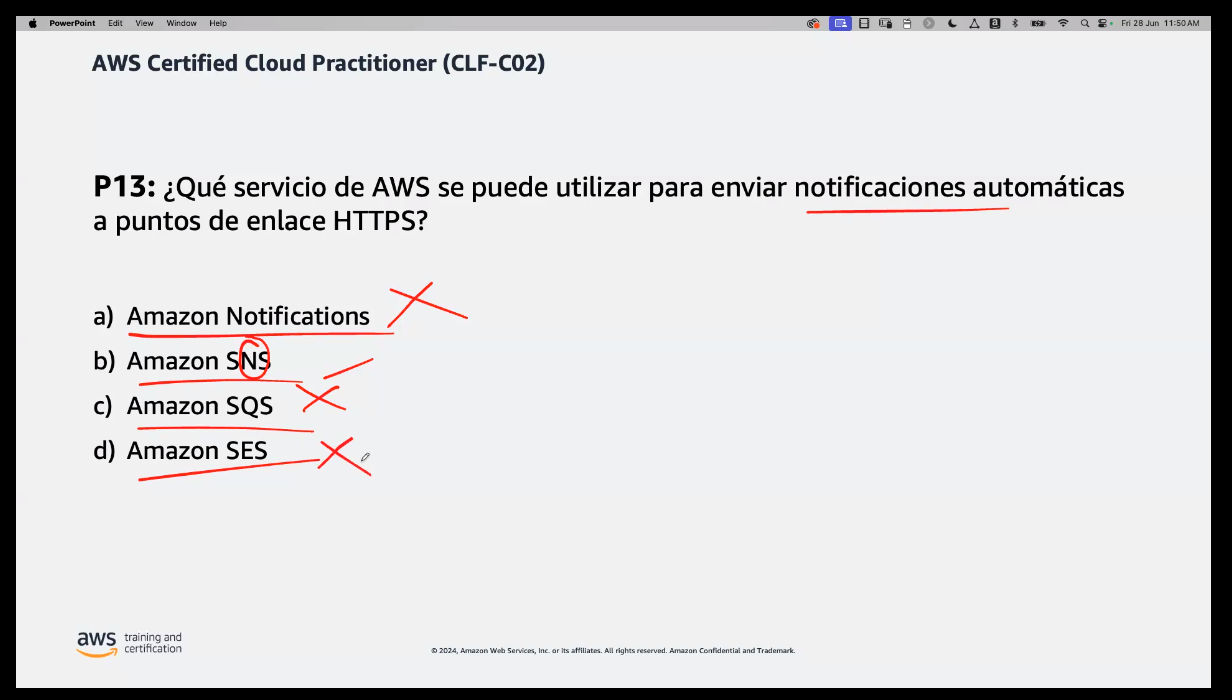 PowerPoint Edit View Window Help Fri 28 Jun 11:50 AM
AWS Certified Cloud Practitioner (CLF-C02)
P13: ¿Qué servicio de AWS se puede utilizar para enviar notificaciones automáticas
a puntos de enlace HTTPS?
a) Amazon Notifications
b) Amazon SNS
c) Amazon SQS
d) Amazon SES
aws training and
certification
© 2024, Amazon Web Services, Inc. or its affiliates. All rights reserved. Amazon Confidential and Trademark.